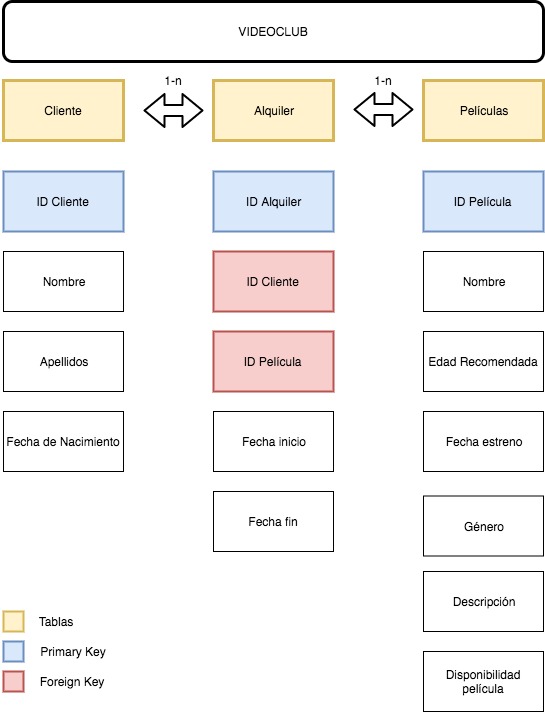 VIDEOCLUB
1-n
1-n
Cliente
Alquiler
Películas
ID Cliente
ID Alquiler
ID Película
Nombre
ID Cliente
Nombre
Apellidos
ID Película
Edad Recomendada
Fecha de Nacimiento
Fecha inicio
Fecha estreno
Fecha fin
Género
Descripción
Disponibilidad
película
Tablas
Primary Key
Foreign Key